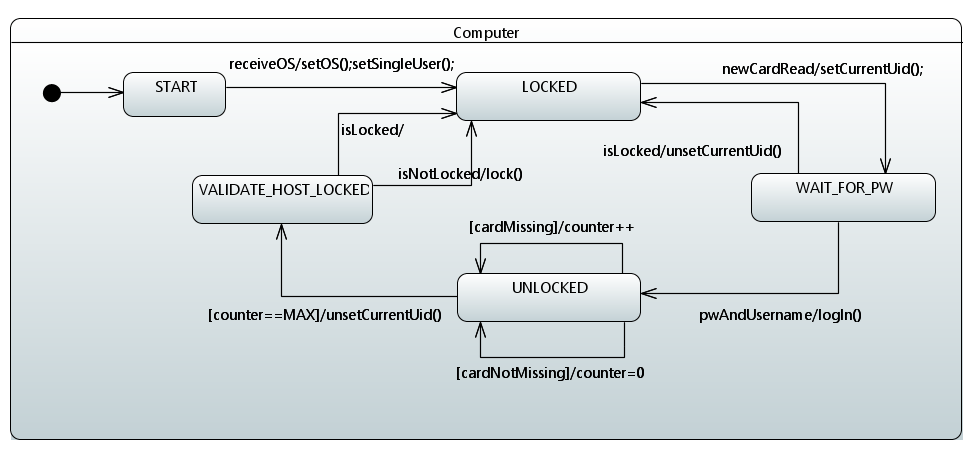 Computer
receiveOS/setOS();setSingleUser();
newCardRead/setCurrentUid();
START
LOCKED
isLocked/
isLocked/unsetCurrentUid()
isNotLocked/lock()
VALIDATE_HOST_LOCKED
WAIT_FOR_PW
[cardMissing]/counter++
UNLOCKED
[counter==MAX]/unsetCurrentUid()
pwAndUsername/logIn()
[cardNotMissing]/counter=0